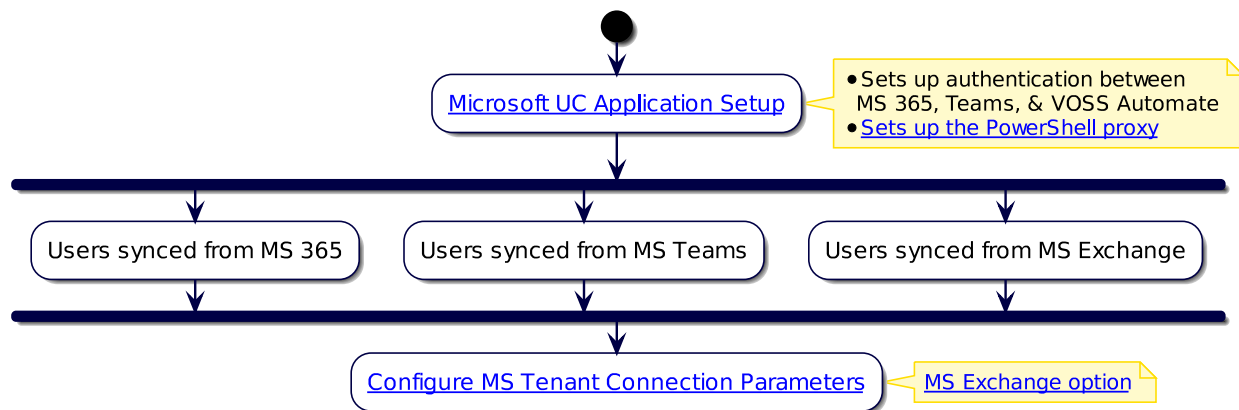 Microsoft UC Application Setup
•Sets up authentication between
MS 365, Teams, & VOSS Automate
•Sets up the PowerShell proxy
Users synced from MS 365
Users synced from MS Teams
Users synced from MS Exchange
Configure MS Tenant Connection Parameters
MS Exchange option